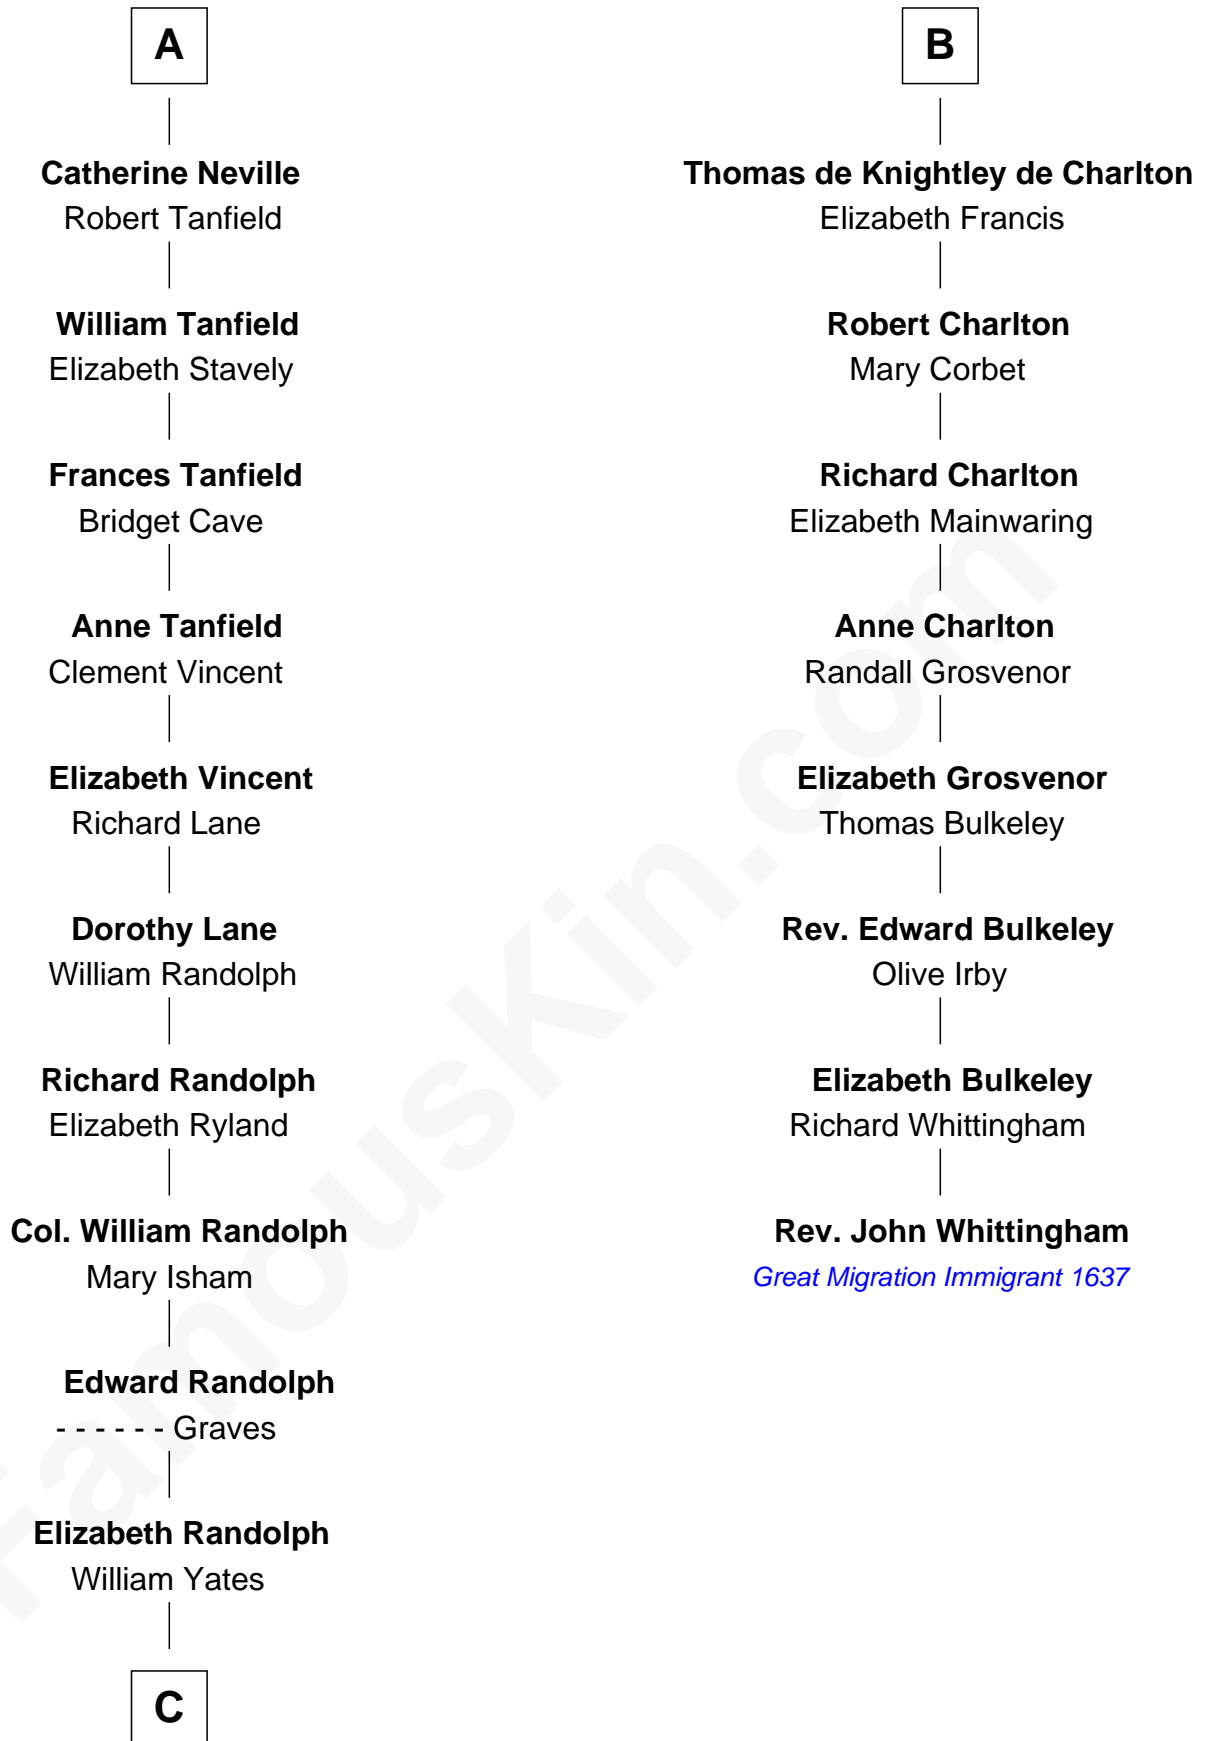 A
Catherine Neville
Robert Tanfield
William Tanfield
Elizabeth Stavely
Frances Tanfield
Bridget Cave
Anne Tanfield
Clement Vincent
Elizabeth Vincent
Richard Lane
Dorothy Lane
William Randolph
Richard Randolph
Elizabeth Ryland
Col. William Randolph
Mary Isham
Edward Randolph
- - - - - - Graves
Elizabeth Randolph
William Yates
C
B
Thomas de Knightley de Charlton
Elizabeth Francis
Robert Charlton
Mary Corbet
Richard Charlton
Elizabeth Mainwaring
Anne Charlton
Randall Grosvenor
Elizabeth Grosvenor
Thomas Bulkeley
Rev. Edward Bulkeley
Olive Irby
Elizabeth Bulkeley
Richard Whittingham
Rev. John Whittingham
Great Migration Immigrant 1637
FamousKin.com